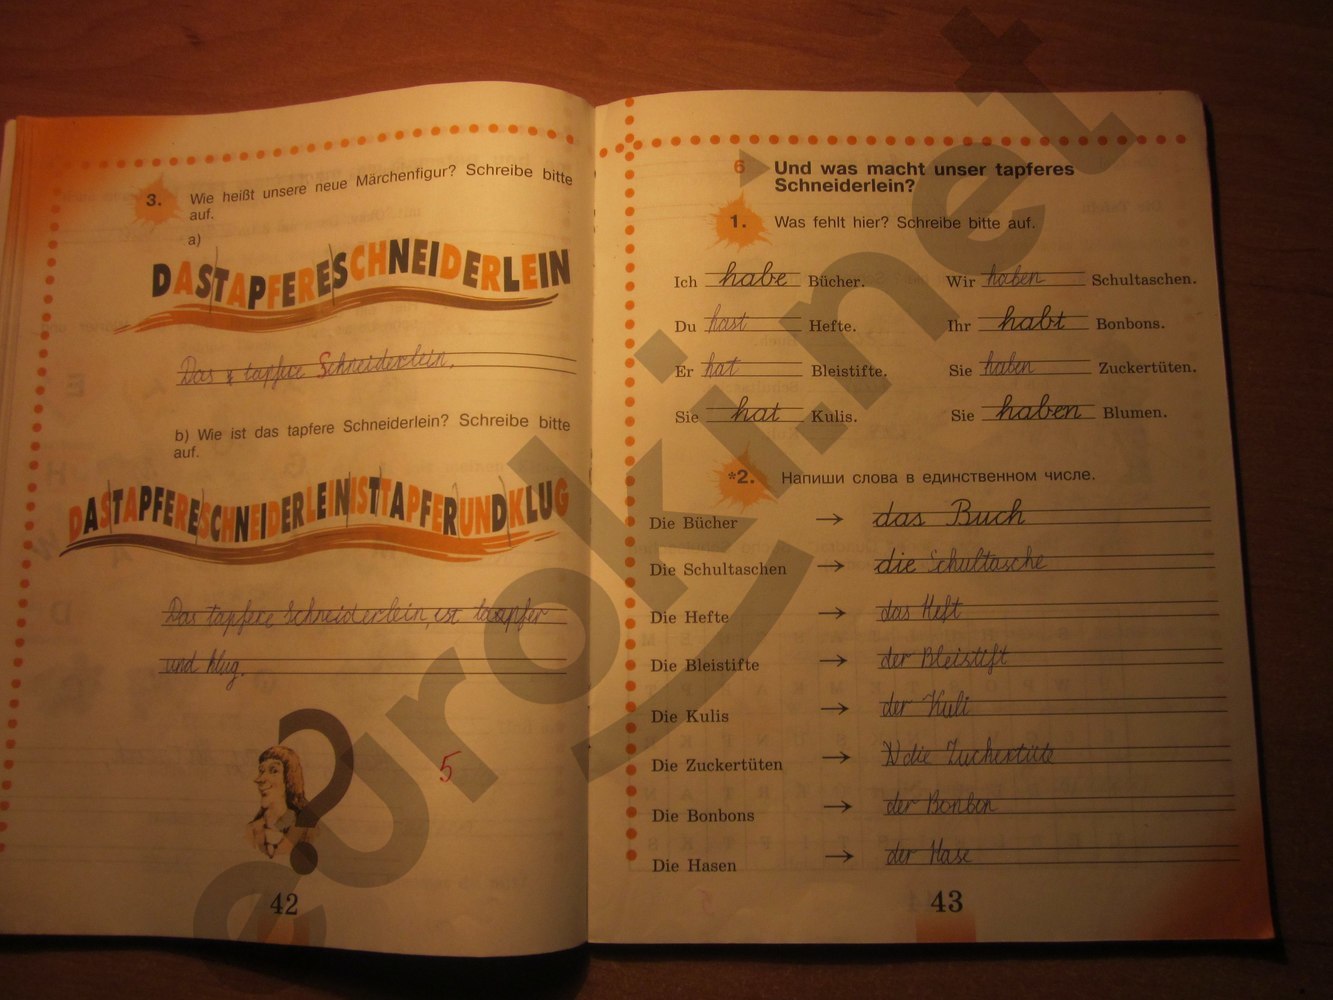 3. Wie heißt unsere neue Märchenfigur? Schreibe bitte
auf.
a)
DASTAPFERESCHNEIDERLEIN
Das tapfere Schneiderlein.
b) Wie ist das tapfere Schneiderlein? Schreibe bitte
auf.
DASTAPFERESCHNEIDERLEINISTTAPFERUNDKLUG
Das tapfere Schneiderlein ist tapfer
und klug.
5
42
6 Und was macht unser tapferes
Schneiderlein?
1. Was fehlt hier? Schreibe bitte auf.
Ich habe Bücher. Wir haben Schultaschen.
Du hast Hefte. Ihr habt Bonbons.
Er hat Bleistifte. Sie haben Zuckertüten.
Sie hat Kulis. Sie haben Blumen.
*2. Напиши слова в единственном числе.
Die Bücher → das Buch
Die Schultaschen → die Schultasche
Die Hefte → das Heft
Die Bleistifte → der Bleistift
Die Kulis → der Kuli
Die Zuckertüten → die Zuckertüte
Die Bonbons → der Bonbon
Die Hasen → der Hase
43
euroki.net